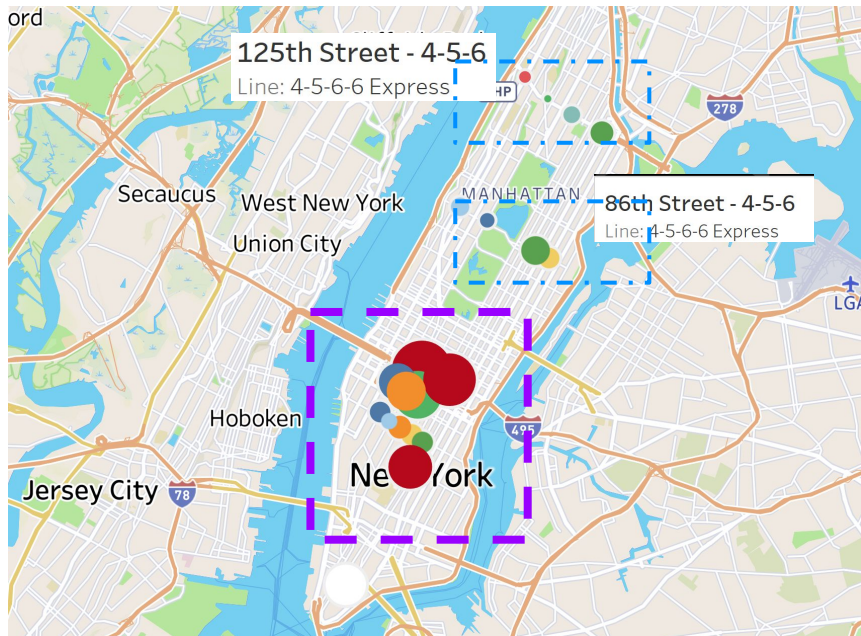 ord
125th Street - 4-5-6
Line: 4-5-6-6 Express
HP
278
MANHATTAN
86th Street - 4-5-6
Line: 4-5-6-6 Express
Secaucus
West New York
Union City
LGA
Hoboken
495
Ne York
Jersey City
78